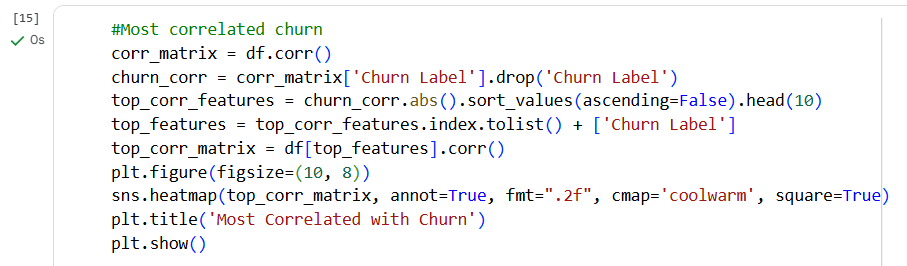 [15]
0s
#Most correlated churn
corr_matrix = df.corr()
churn_corr = corr_matrix['Churn Label'].drop('Churn Label')
top_corr_features = churn_corr.abs().sort_values(ascending=False).head(10)
top_features = top_corr_features.index.tolist() + ['Churn Label']
top_corr_matrix = df[top_features].corr()
plt.figure(figsize=(10, 8))
sns.heatmap(top_corr_matrix, annot=True, fmt=".2f", cmap='coolwarm', square=True)
plt.title('Most Correlated with Churn')
plt.show()